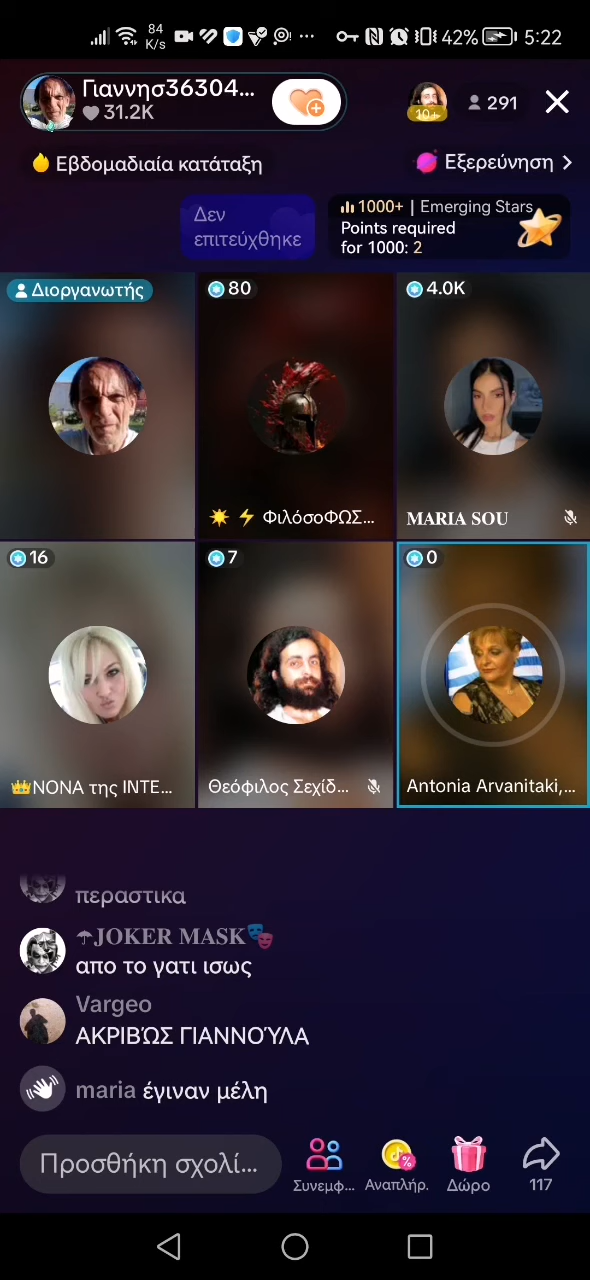 84 K/s 42% 5:22
Γιαννησ36304...
31.2K
10+
291
Εβδομαδιαία κατάταξη
Εξερεύνηση
Δεν
επιτεύχθηκε
1000+ | Emerging Stars
Points required
for 1000: 2
Διοργανωτής
80
4.0K
ΦιλόσοΦΩΣ...
MARIA SOU
16
7
0
NONA της INTE...
Θεόφιλος Σεχίδ...
Antonia Arvanitaki,...
περαστικα
JOKER MASK
απο το γατι ισως
Vargeo
ΑΚΡΙΒΏΣ ΓΙΑΝΝΟΎΛΑ
maria έγιναν μέλη
Προσθήκη σχολί...
Συνεμφ...
Αναπλήρ.
Δώρο
117